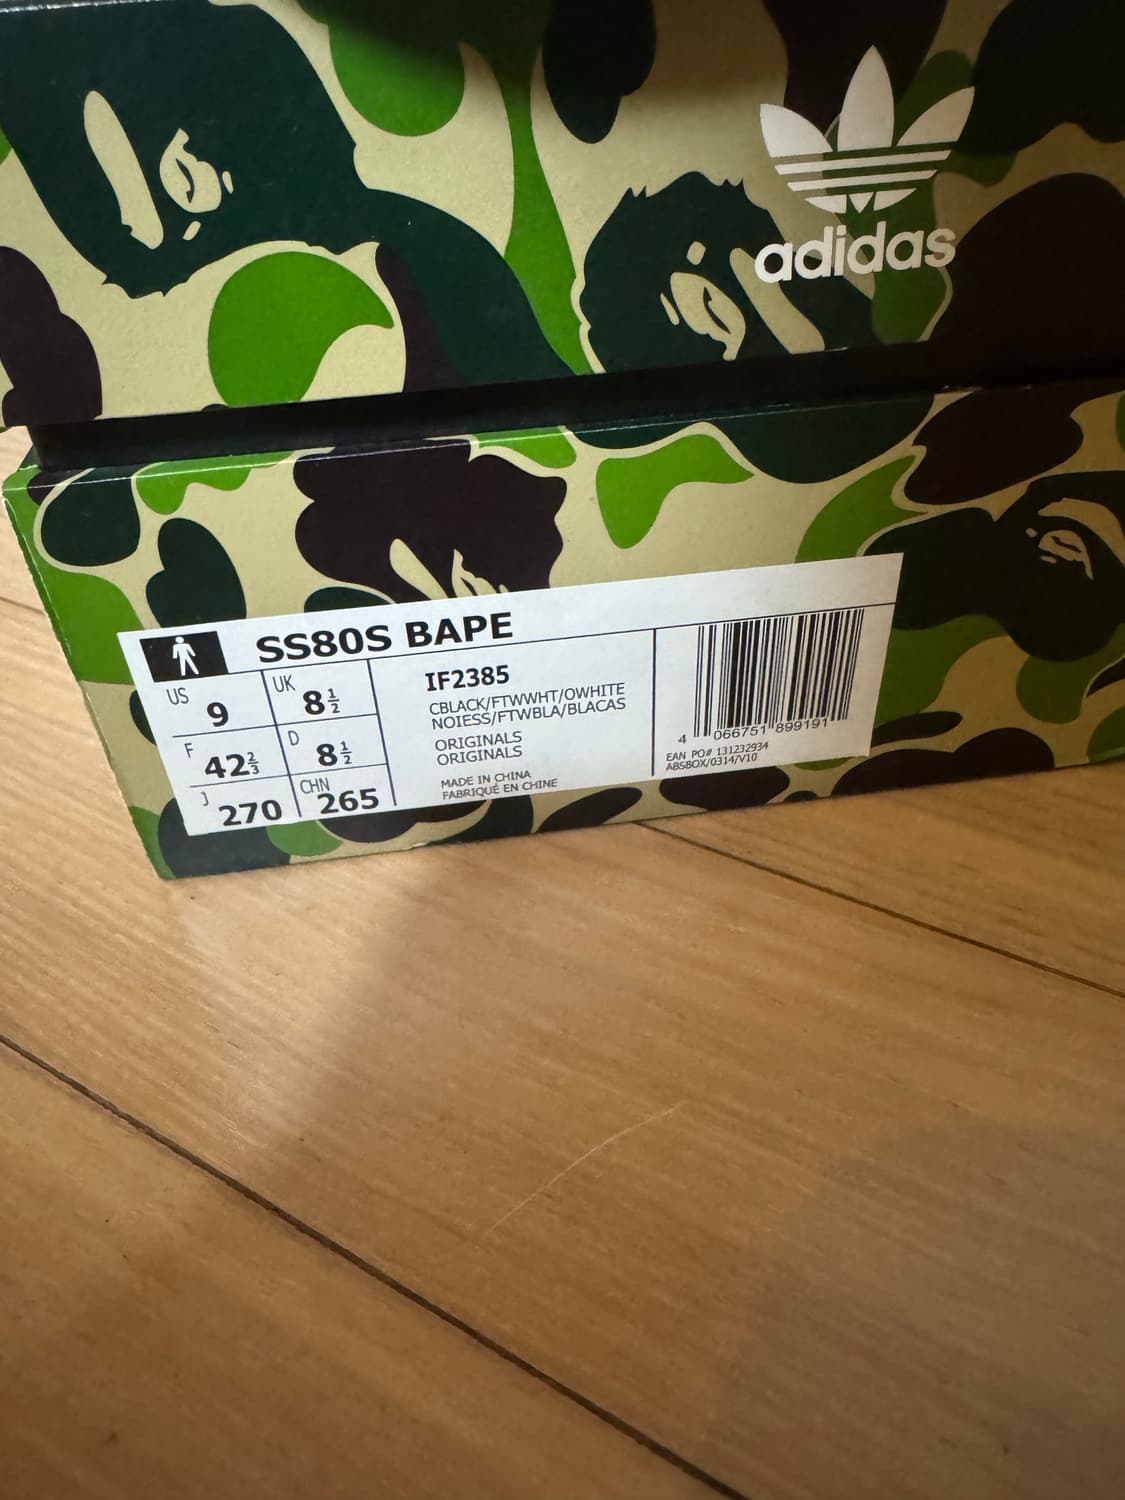 adidas
SS80S BAPE
US 9 UK 8½
F 42⅔ D 8½
J 270 CHN 265
IF2385
CBLACK/FTWWHT/OWHITE
NOIESS/FTWBLA/BLACAS
ORIGINALS
ORIGINALS
MADE IN CHINA
FABRIQUÉ EN CHINE
4 066751 899191
EAN PO# 131232934
ABSBOX/0314/V10